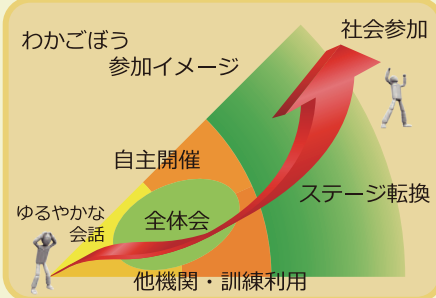 わかごぼう
参加イメージ
社会参加
自主開催
ステージ転換
ゆるやかな
会話
全体会
他機関・訓練利用